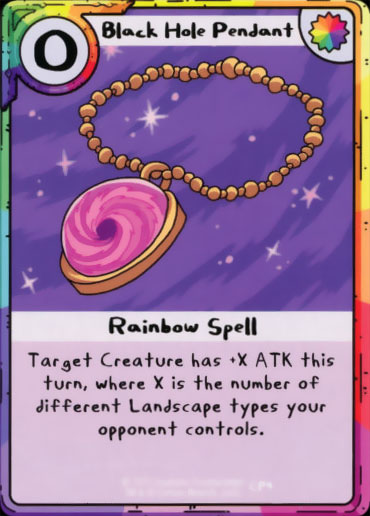 0
Black Hole Pendant
Rainbow Spell
Target Creature has +X ATK this
turn, where X is the number of
different Landscape types your
opponent controls.
CP4